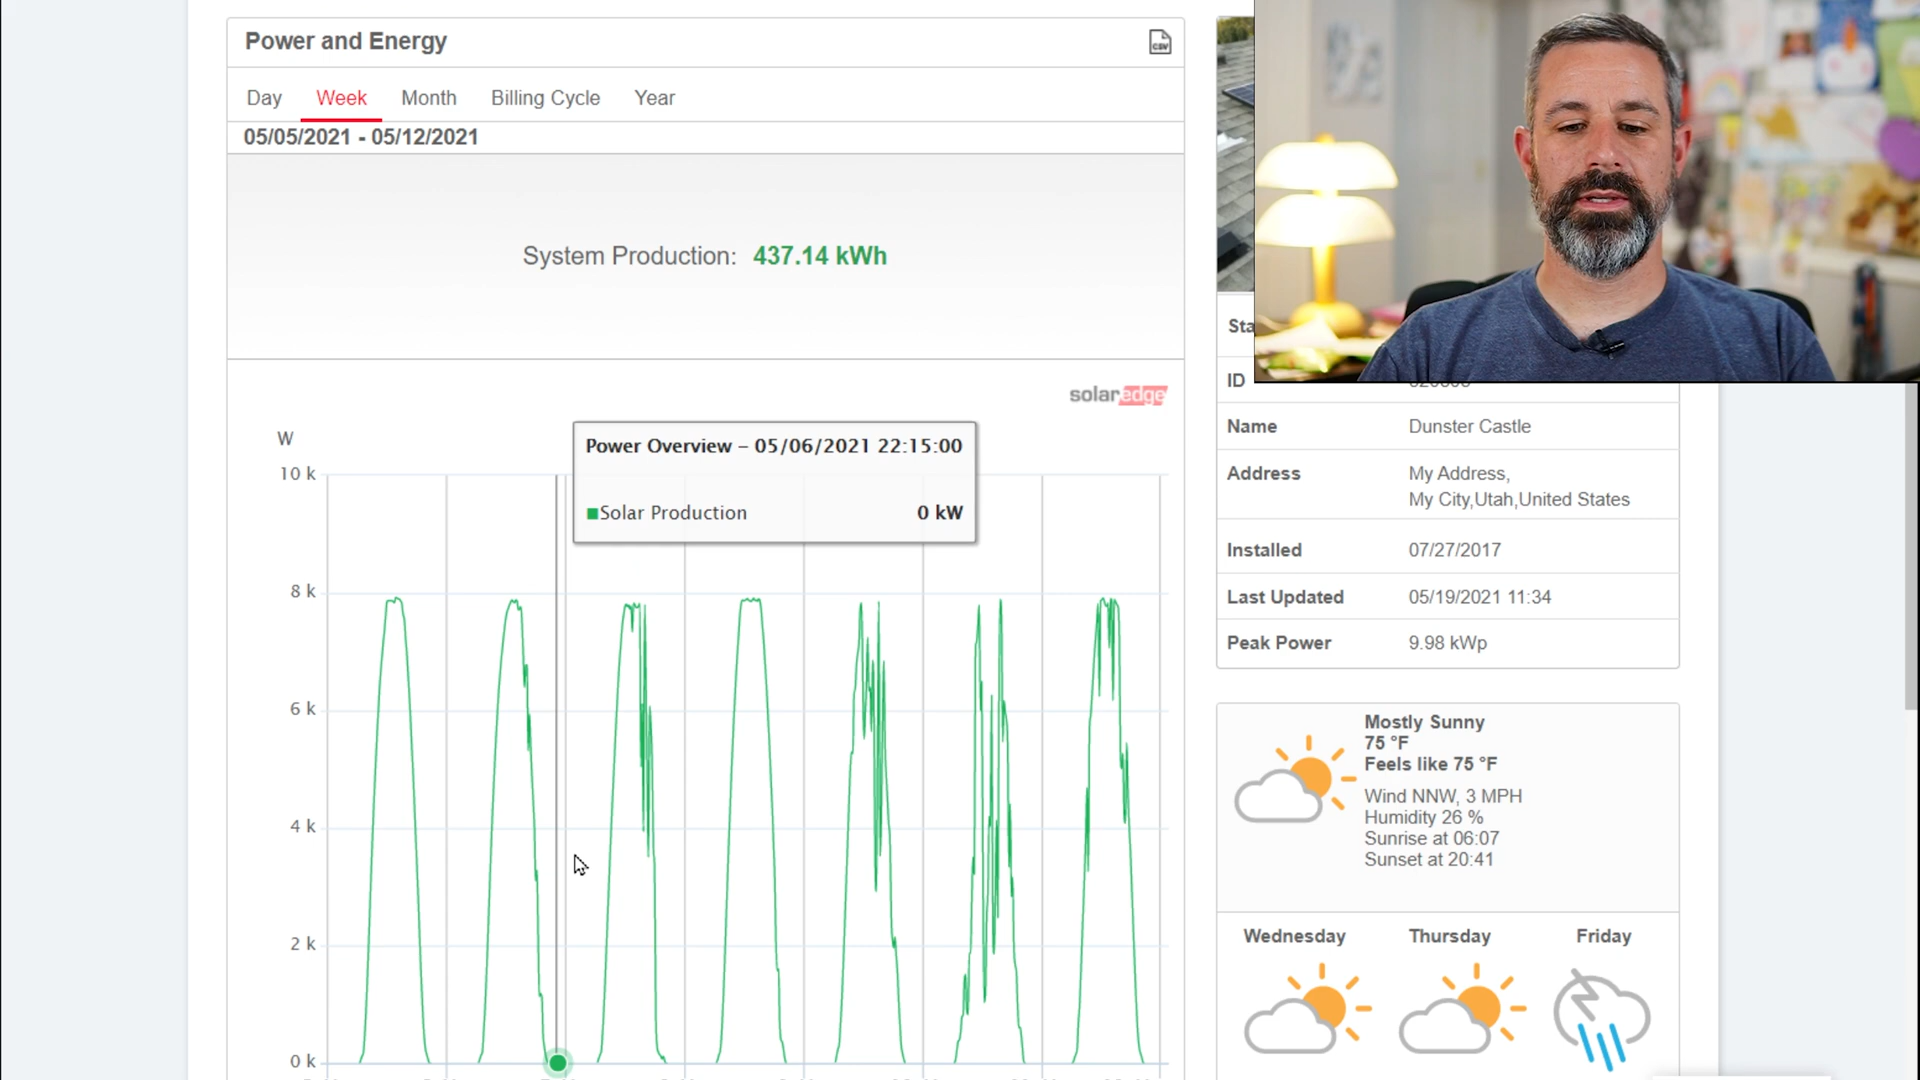 Power and Energy
CSV
Day Week Month Billing Cycle Year
05/05/2021 - 05/12/2021
System Production: 437.14 kWh
solaredge
W
Power Overview – 05/06/2021 22:15:00
Solar Production 0 kW
10 k
8 k
6 k
4 k
2 k
0 k
Sta
ID
Name Dunster Castle
Address My Address,
My City,Utah,United States
Installed 07/27/2017
Last Updated 05/19/2021 11:34
Peak Power 9.98 kWp
Mostly Sunny
75 °F
Feels like 75 °F
Wind NNW, 3 MPH
Humidity 26 %
Sunrise at 06:07
Sunset at 20:41
Wednesday Thursday Friday